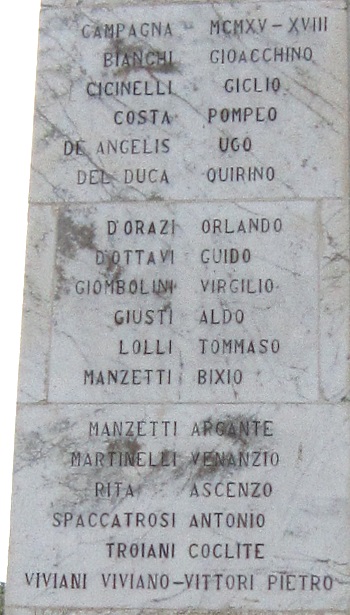 CAMPAGNA MCMXV-XVIII
BIANCHI GIOACCHINO
CICINELLI GIGLIO
COSTA POMPEO
DE ANGELIS UGO
DEL DUCA QUIRINO
D'ORAZI ORLANDO
D'OTTAVI GUIDO
GIOMBOLINI VIRGILIO
GIUSTI ALDO
LOLLI TOMMASO
MANZETTI BIXIO
MANZETTI ARGANTE
MARTINELLI VENANZIO
RITA ASCENZO
SPACCATROSI ANTONIO
TROIANI COCLITE
VIVIANI VIVIANO-VITTORI PIETRO